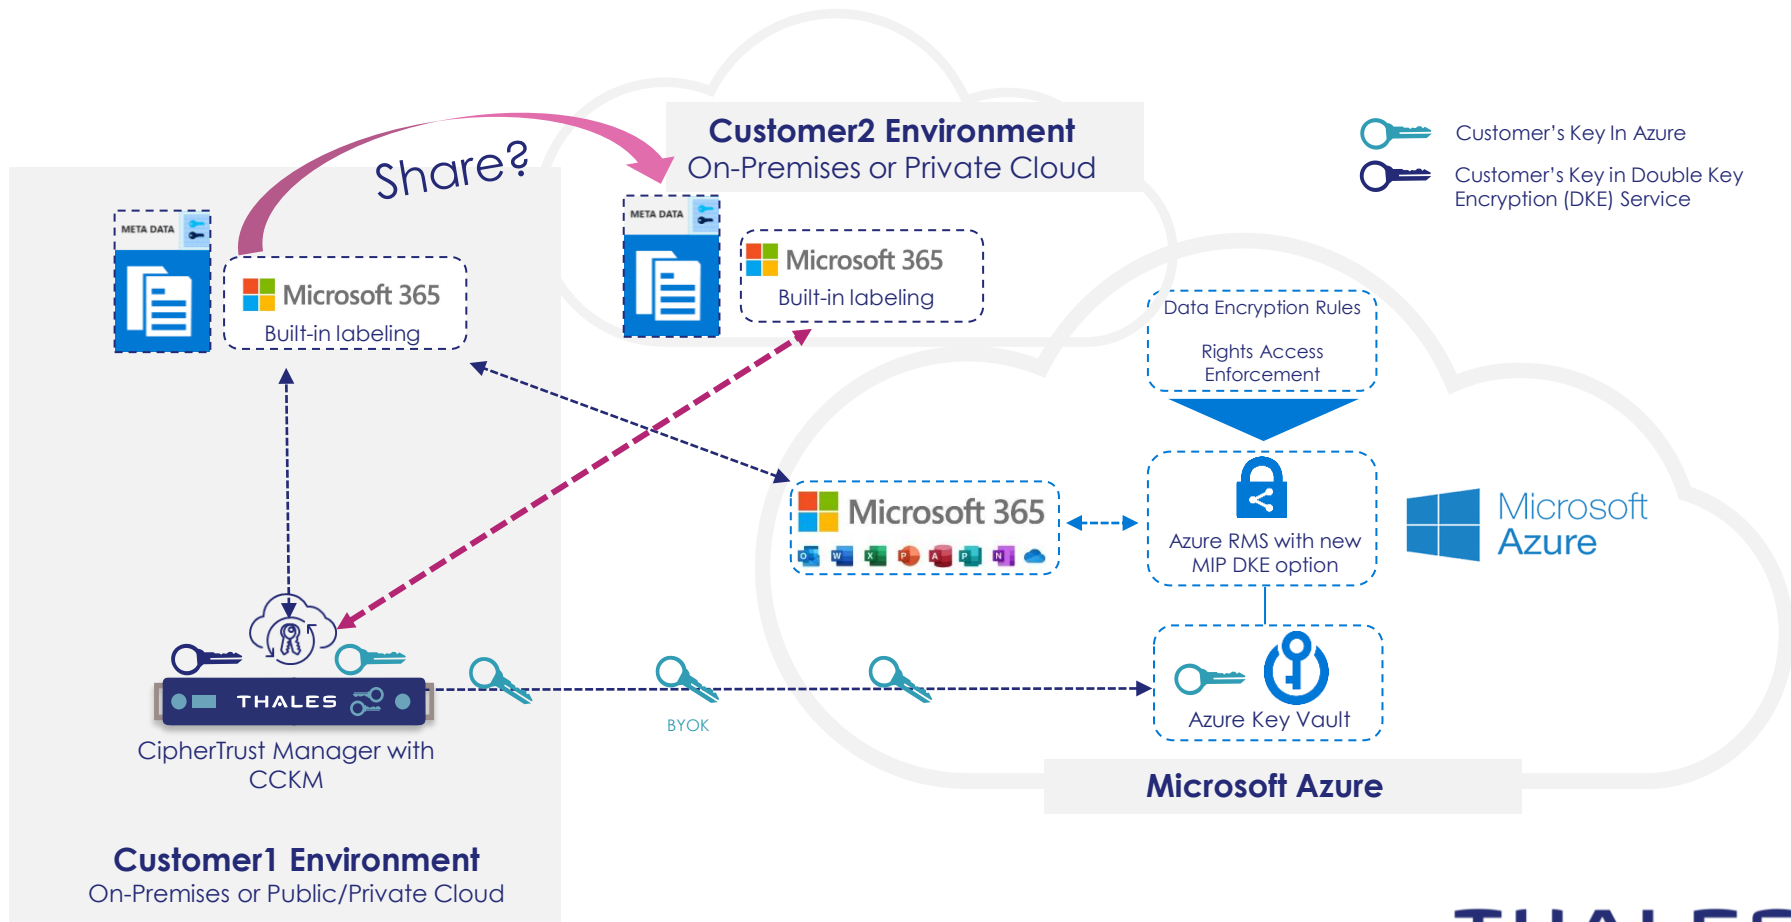 Customer2 Environment
On-Premises or Private Cloud
Share?
Customer's Key In Azure
Customer's Key in Double Key
Encryption (DKE) Service
META DATA
Microsoft 365
Built-in labeling
META DATA
Microsoft 365
Built-in labeling
Data Encryption Rules
Rights Access
Enforcement
Microsoft 365
O
W
X
P
A
P
N
Azure RMS with new
MIP DKE option
Microsoft
Azure
THALES
BYOK
Azure Key Vault
CipherTrust Manager with
CCKM
Microsoft Azure
Customer1 Environment
On-Premises or Public/Private Cloud
THALES